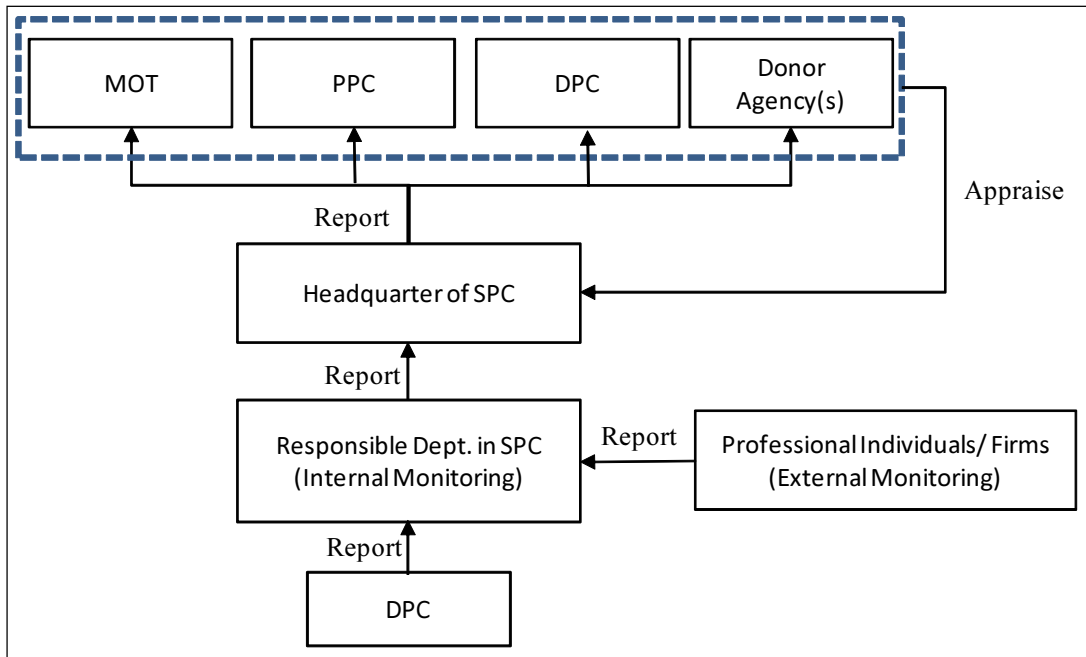 MOT
PPC
DPC
Donor
Agency(s)
Appraise
Report
Headquarter of SPC
Report
Responsible Dept. in SPC
(Internal Monitoring)
Report
Professional Individuals/ Firms
(External Monitoring)
Report
DPC